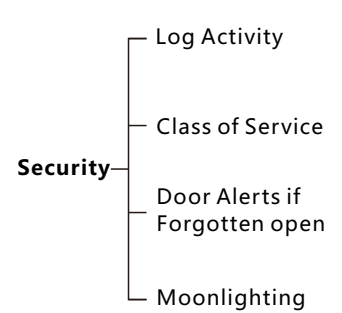 Log Activity
Class of Service
Security
Door Alerts if
Forgotten open
Moonlighting